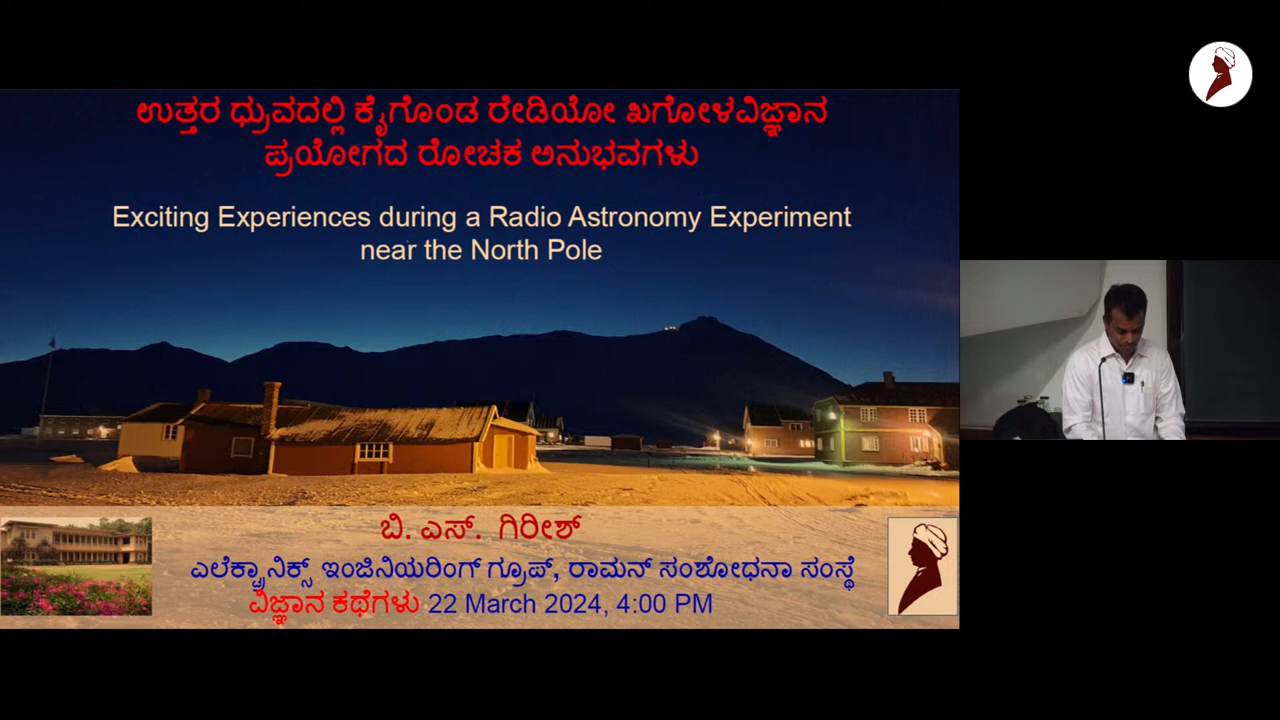 ಉತ್ತರ ಧ್ರುವದಲ್ಲಿ ಕೈಗೊಂಡ ರೇಡಿಯೋ ಖಗೋಳವಿಜ್ಞಾನ
ಪ್ರಯೋಗದ ರೋಚಕ ಅನುಭವಗಳು
Exciting Experiences during a Radio Astronomy Experiment
near the North Pole
ಬಿ. ಎಸ್. ಗಿರೀಶ್
ಎಲೆಕ್ಟ್ರಾನಿಕ್ಸ್ ಇಂಜಿನಿಯರಿಂಗ್ ಗ್ರೂಪ್, ರಾಮನ್ ಸಂಶೋಧನಾ ಸಂಸ್ಥೆ
ವಿಜ್ಞಾನ ಕಥೆಗಳು 22 March 2024, 4:00 PM